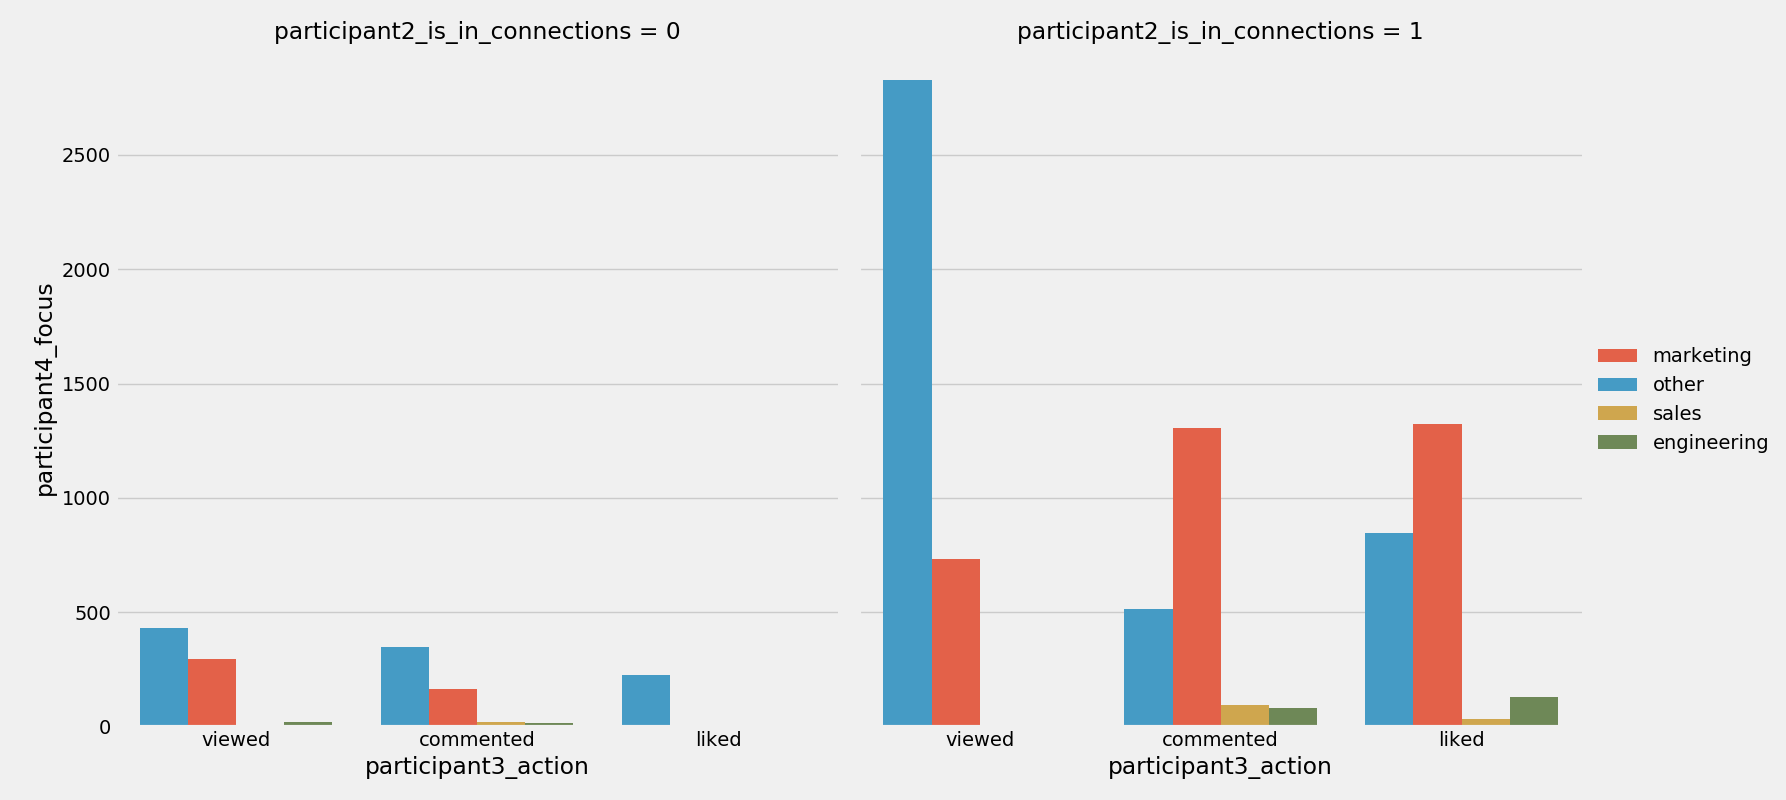 participant2_is_in_connections = 0
participant2_is_in_connections = 1
participant4_focus
2500
2000
1500
1000
500
0
viewed
commented
liked
viewed
commented
liked
participant3_action
participant3_action
marketing
other
sales
engineering